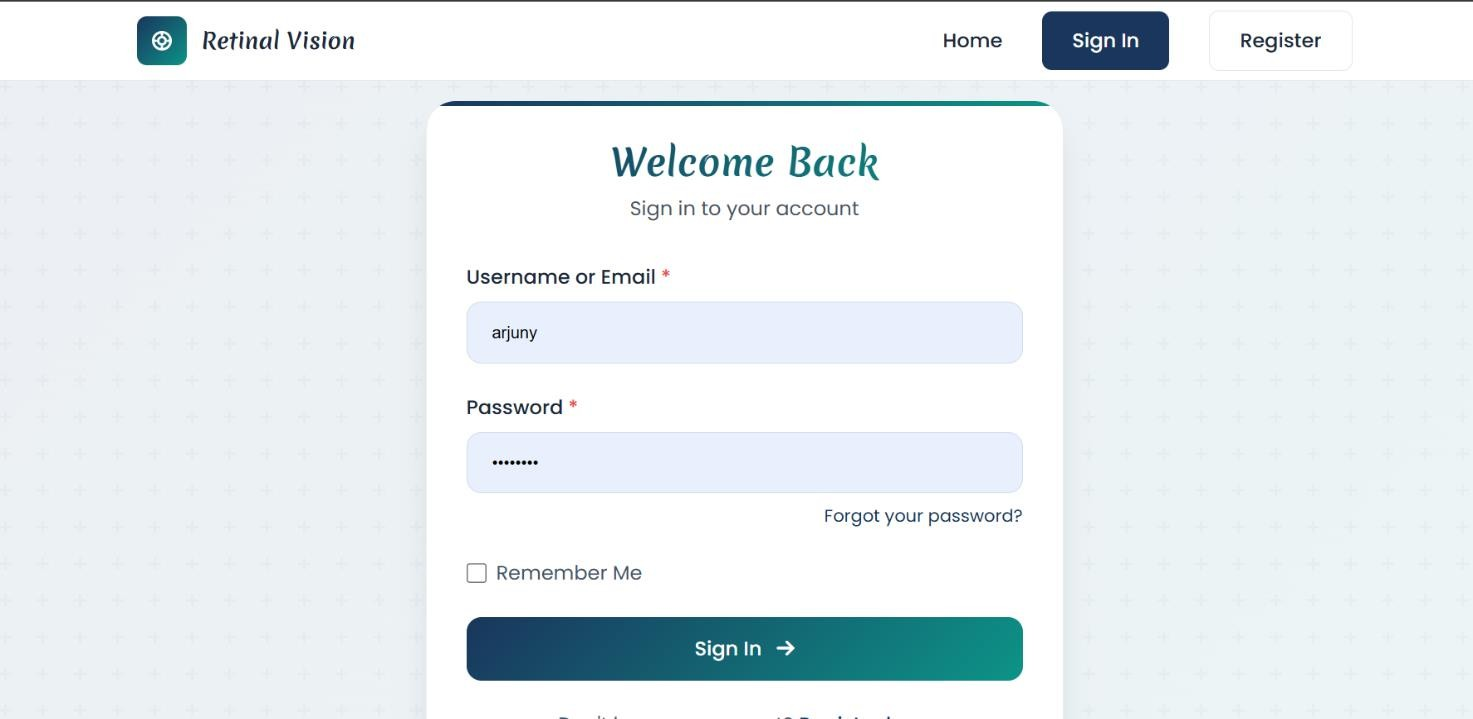 Retinal Vision
Home
Sign In
Register
Welcome Back
Sign in to your account
Username or Email *
arjuny
Password *
••••••••
Forgot your password?
Remember Me
Sign In →